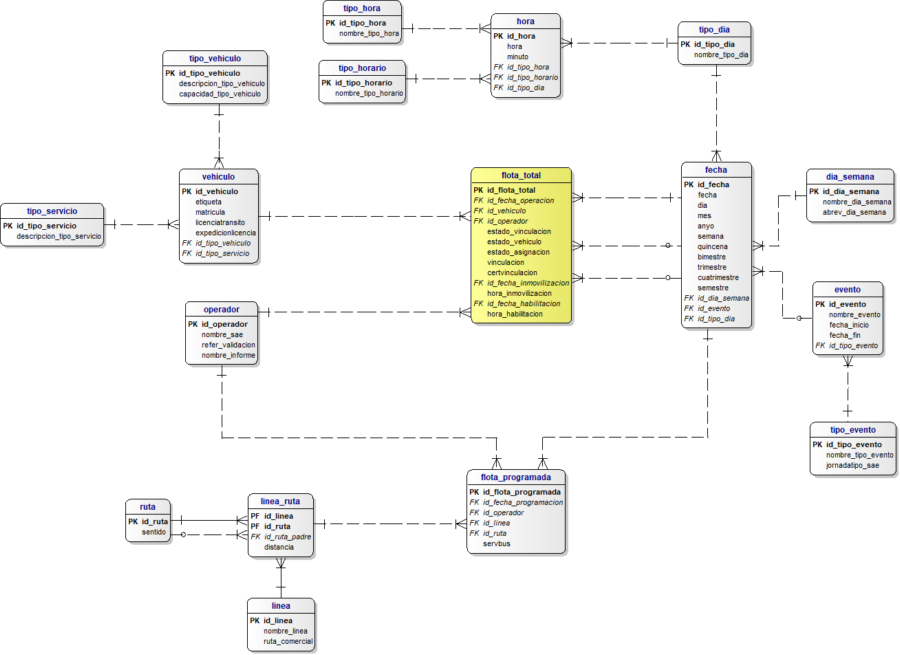 tipo_hora
PK id_tipo_hora
nombre_tipo_hora
hora
PK id_hora
hora
minuto
FK id_tipo_hora
FK id_tipo_horario
FK id_tipo_dia
tipo_dia
PK id_tipo_dia
nombre_tipo_dia
tipo_horario
PK id_tipo_horario
nombre_tipo_horario
tipo_vehiculo
PK id_tipo_vehiculo
descripcion_tipo_vehiculo
capacidad_tipo_vehiculo
vehiculo
PK id_vehiculo
etiqueta
matricula
licenciatransito
expedicionlicencia
FK id_tipo_vehiculo
FK id_tipo_servicio
tipo_servicio
PK id_tipo_servicio
descripcion_tipo_servicio
flota_total
PK id_flota_total
FK id_fecha_operacion
FK id_vehiculo
FK id_operador
estado_vinculacion
estado_vehiculo
estado_asignacion
vinculacion
certvinculacion
FK id_fecha_inmovilizacion
hora_inmovilizacion
FK id_fecha_habilitacion
hora_habilitacion
fecha
PK id_fecha
fecha
dia
mes
anyo
semana
quincena
bimestre
trimestre
cuatrimestre
semestre
FK id_dia_semana
FK id_evento
FK id_tipo_dia
dia_semana
PK id_dia_semana
nombre_dia_semana
abrev_dia_semana
evento
PK id_evento
nombre_evento
fecha_inicio
fecha_fin
FK id_tipo_evento
operador
PK id_operador
nombre_sae
refer_validacion
nombre_informe
tipo_evento
PK id_tipo_evento
nombre_tipo_evento
jornadatipo_sae
flota_programada
PK id_flota_programada
FK id_fecha_programacion
FK id_operador
FK id_linea
FK id_ruta
servbus
ruta
PK id_ruta
sentido
linea_ruta
PF id_linea
PF id_ruta
FK id_ruta_padre
distancia
linea
PK id_linea
nombre_linea
ruta_comercial